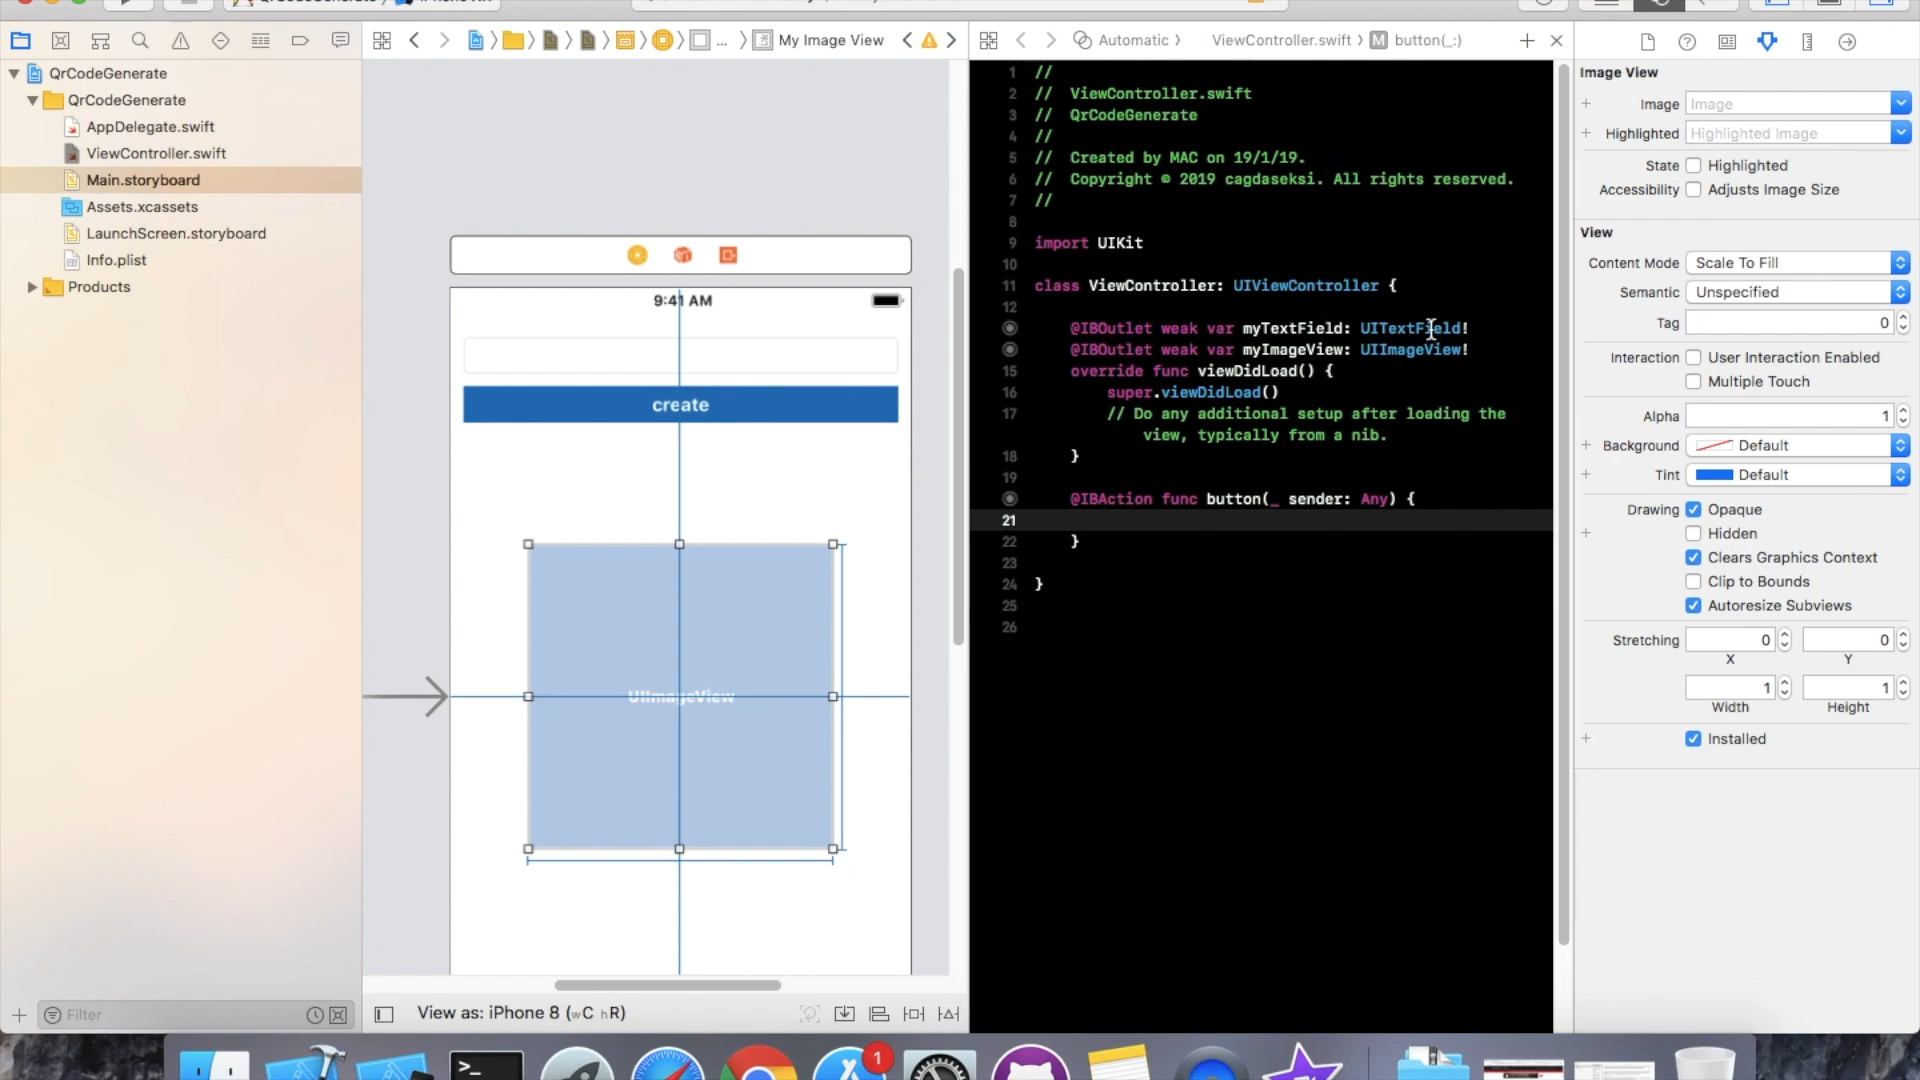 My Image View
Automatic
ViewController.swift
button(_:)
QrCodeGenerate
QrCodeGenerate
AppDelegate.swift
ViewController.swift
Main.storyboard
Assets.xcassets
LaunchScreen.storyboard
Info.plist
Products
Filter
9:41 AM
create
UIImageView
View as: iPhone 8 (wC hR)
1 //
2 // ViewController.swift
3 // QrCodeGenerate
4 //
5 // Created by MAC on 19/1/19.
6 // Copyright © 2019 cagdaseksi. All rights reserved.
7 //
8
9 import UIKit
10
11 class ViewController: UIViewController {
12
@IBOutlet weak var myTextField: UITextField!
@IBOutlet weak var myImageView: UIImageView!
15 override func viewDidLoad() {
16 super.viewDidLoad()
17 // Do any additional setup after loading the
view, typically from a nib.
18 }
19
@IBAction func button(_ sender: Any) {
21
22 }
23
24 }
25
26
Image View
Image Image
Highlighted Highlighted Image
State Highlighted
Accessibility Adjusts Image Size
View
Content Mode Scale To Fill
Semantic Unspecified
Tag 0
Interaction User Interaction Enabled
Multiple Touch
Alpha 1
Background Default
Tint Default
Drawing Opaque
Hidden
Clears Graphics Context
Clip to Bounds
Autoresize Subviews
Stretching 0 0
X Y
1 1
Width Height
Installed
>_
1